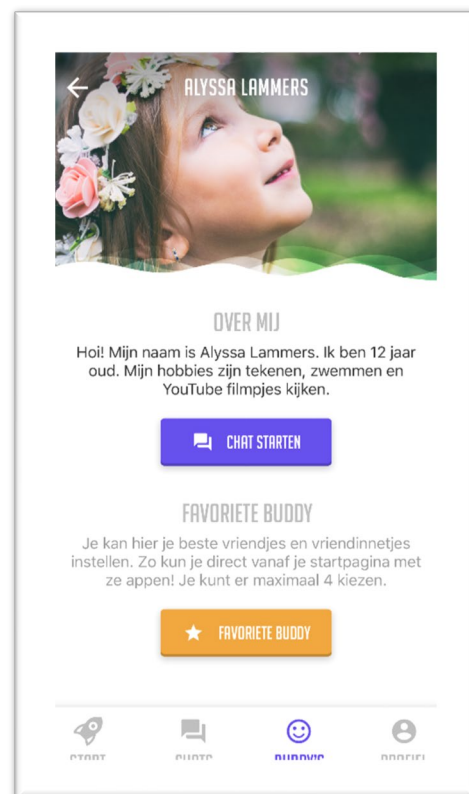 ALYSSA LAMMERS
OVER MIJ
Hoi! Mijn naam is Alyssa Lammers. Ik ben 12 jaar
oud. Mijn hobbies zijn tekenen, zwemmen en
YouTube filmpjes kijken.
CHAT STARTEN
FAVORIETE BUDDY
Je kan hier je beste vriendjes en vriendinnetjes
instellen. Zo kun je direct vanaf je startpagina met
ze appen! Je kunt er maximaal 4 kiezen.
FAVORIETE BUDDY
START CHATS BUDDY'S PROFIEL